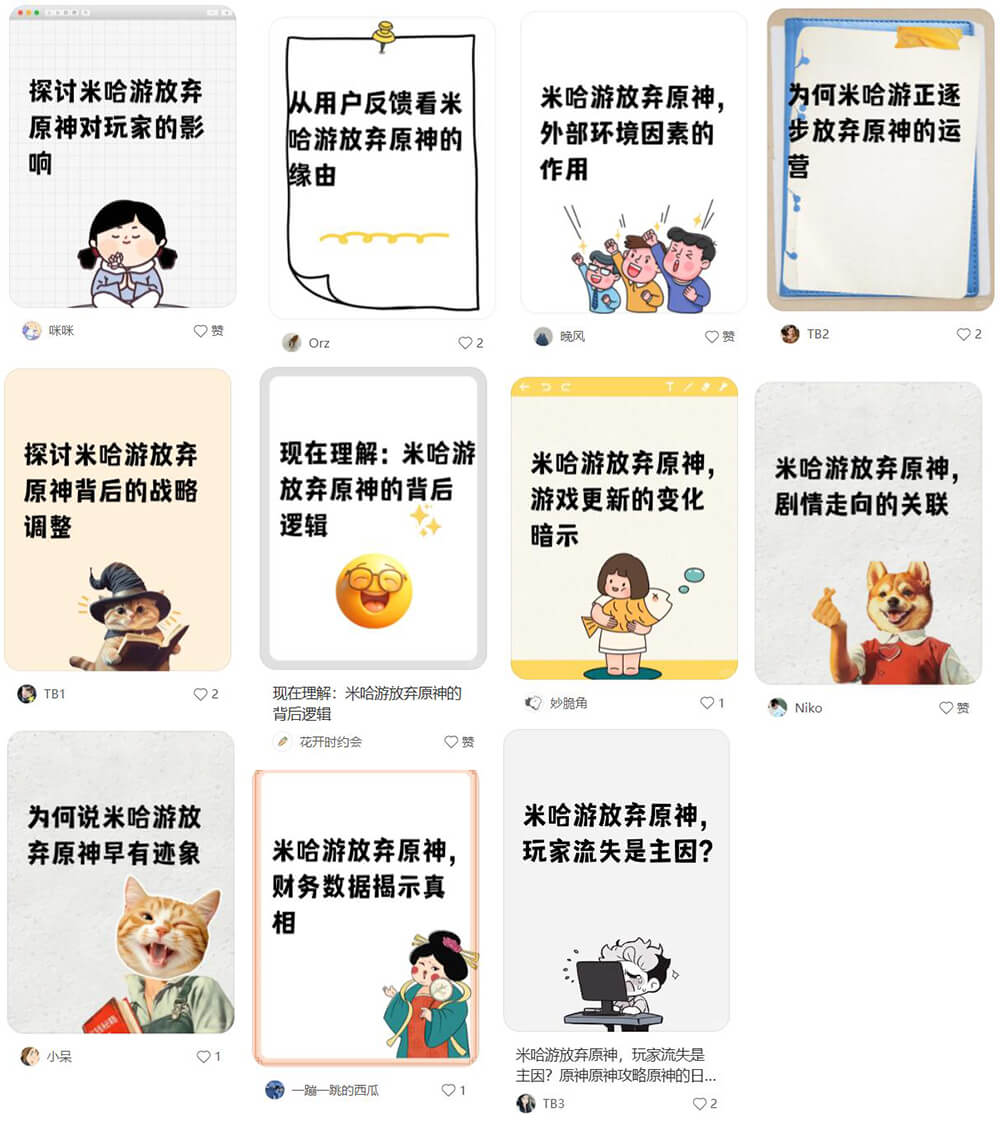 探讨米哈游放弃
原神对玩家的影
响
咪咪
赞
从用户反馈看米
哈游放弃原神的
缘由
Orz
2
米哈游放弃原神，
外部环境因素的
作用
晚风
赞
为何米哈游正逐
步放弃原神的运
营
TB2
2
探讨米哈游放弃
原神背后的战略
调整
TB1
2
现在理解：米哈游
放弃原神的背后
逻辑
现在理解：米哈游放弃原神的
背后逻辑
花开时约会
赞
米哈游放弃原神，
游戏更新的变化
暗示
妙脆角
1
米哈游放弃原神，
剧情走向的关联
Niko
赞
为何说米哈游放
弃原神早有迹象
小呆
1
米哈游放弃原神，
财务数据揭示真
相
一蹦一跳的西瓜
1
米哈游放弃原神，
玩家流失是主因？
米哈游放弃原神，玩家流失是
主因？原神原神攻略原神的日...
TB3
2